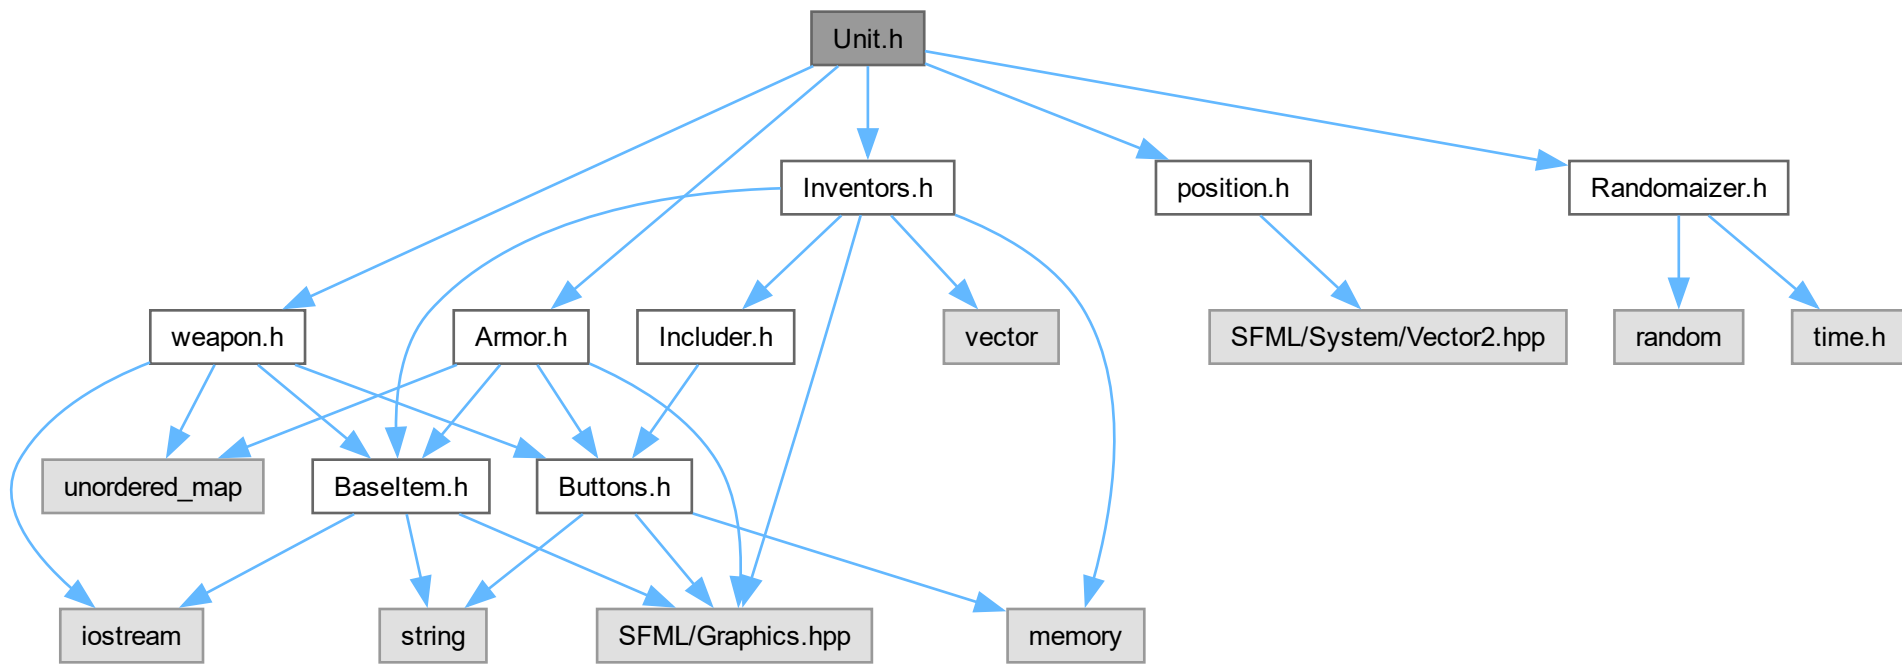 Unit.h
Inventors.h
position.h
Randomaizer.h
weapon.h
Armor.h
Includer.h
vector
SFML/System/Vector2.hpp
random
time.h
unordered_map
BaseItem.h
Buttons.h
iostream
string
SFML/Graphics.hpp
memory